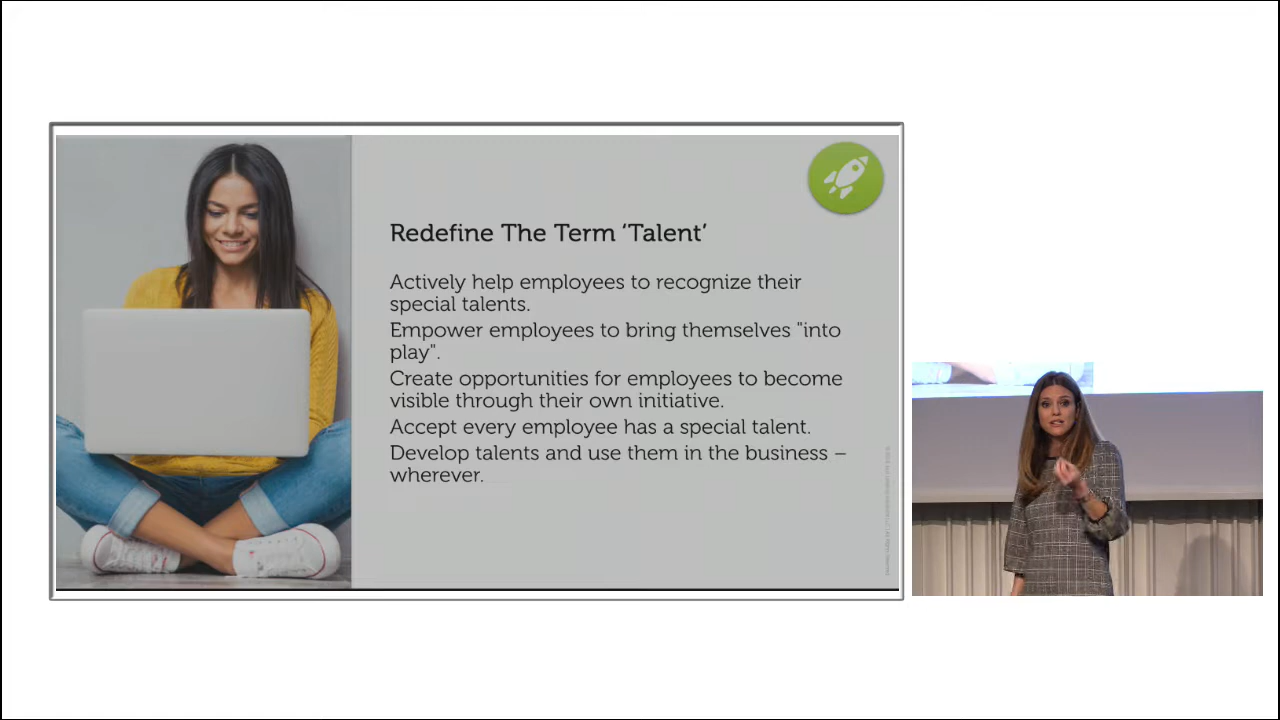 Redefine The Term ‘Talent’
Actively help employees to recognize their
special talents.
Empower employees to bring themselves "into
play".
Create opportunities for employees to become
visible through their own initiative.
Accept every employee has a special talent.
Develop talents and use them in the business –
wherever.